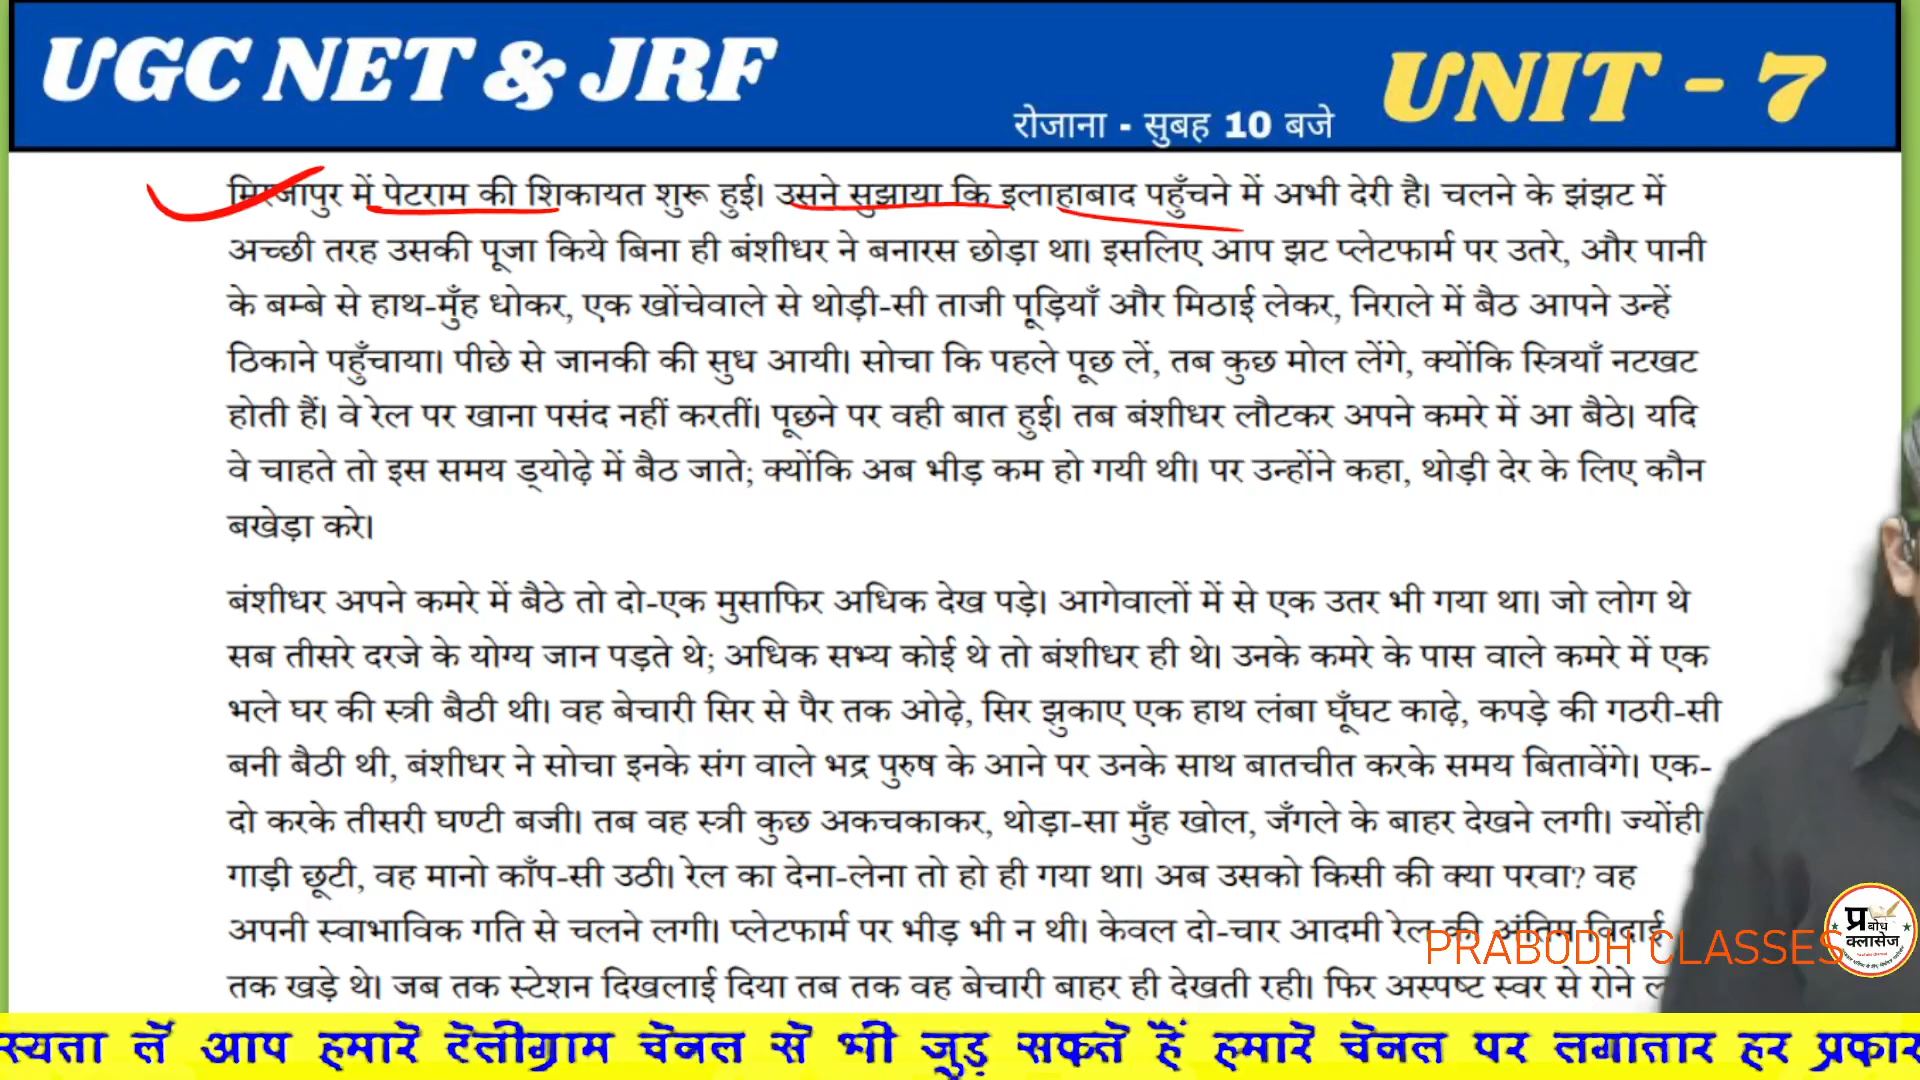 UGC NET & JRF
UNIT - 7
रोजाना - सुबह 10 बजे
मिरजापुर में पेटराम की शिकायत शुरू हुई। उसने सुझाया कि इलाहाबाद पहुँचने में अभी देरी है। चलने के झंझट में
अच्छी तरह उसकी पूजा किये बिना ही बंशीधर ने बनारस छोड़ा था। इसलिए आप झट प्लेटफार्म पर उतरे, और पानी
के बम्बे से हाथ-मुँह धोकर, एक खोंचेवाले से थोड़ी-सी ताजी पूड़ियाँ और मिठाई लेकर, निराले में बैठ आपने उन्हें
ठिकाने पहुँचाया। पीछे से जानकी की सुध आयी। सोचा कि पहले पूछ लें, तब कुछ मोल लेंगे, क्योंकि स्त्रियाँ नटखट
होती हैं। वे रेल पर खाना पसंद नहीं करतीं। पूछने पर वही बात हुई। तब बंशीधर लौटकर अपने कमरे में आ बैठे। यदि
वे चाहते तो इस समय ड्योढ़े में बैठ जाते; क्योंकि अब भीड़ कम हो गयी थी। पर उन्होंने कहा, थोड़ी देर के लिए कौन
बखेड़ा करे।
बंशीधर अपने कमरे में बैठे तो दो-एक मुसाफिर अधिक देख पड़े। आगेवालों में से एक उतर भी गया था। जो लोग थे
सब तीसरे दरजे के योग्य जान पड़ते थे; अधिक सभ्य कोई थे तो बंशीधर ही थे। उनके कमरे के पास वाले कमरे में एक
भले घर की स्त्री बैठी थी। वह बेचारी सिर से पैर तक ओढ़े, सिर झुकाए एक हाथ लंबा घूँघट काढ़े, कपड़े की गठरी-सी
बनी बैठी थी, बंशीधर ने सोचा इनके संग वाले भद्र पुरुष के आने पर उनके साथ बातचीत करके समय बितावेंगे। एक-
दो करके तीसरी घण्टी बजी। तब वह स्त्री कुछ अकचकाकर, थोड़ा-सा मुँह खोल, जँगले के बाहर देखने लगी। ज्योंही
गाड़ी छूटी, वह मानो काँप-सी उठी। रेल का देना-लेना तो हो ही गया था। अब उसको किसी की क्या परवा? वह
अपनी स्वाभाविक गति से चलने लगी। प्लेटफार्म पर भीड़ भी न थी। केवल दो-चार आदमी रेल की अंतिम विदाई
तक खड़े थे। जब तक स्टेशन दिखलाई दिया तब तक वह बेचारी बाहर ही देखती रही। फिर अस्पष्ट स्वर से रोने ल
PRABODH CLASSES
प्रबोध
क्लासेज
स्यता लें आप हमारे टेलीग्राम चेनल से भी जुड़ सकते हैं हमारे चेनल पर लगातार हर प्रकार